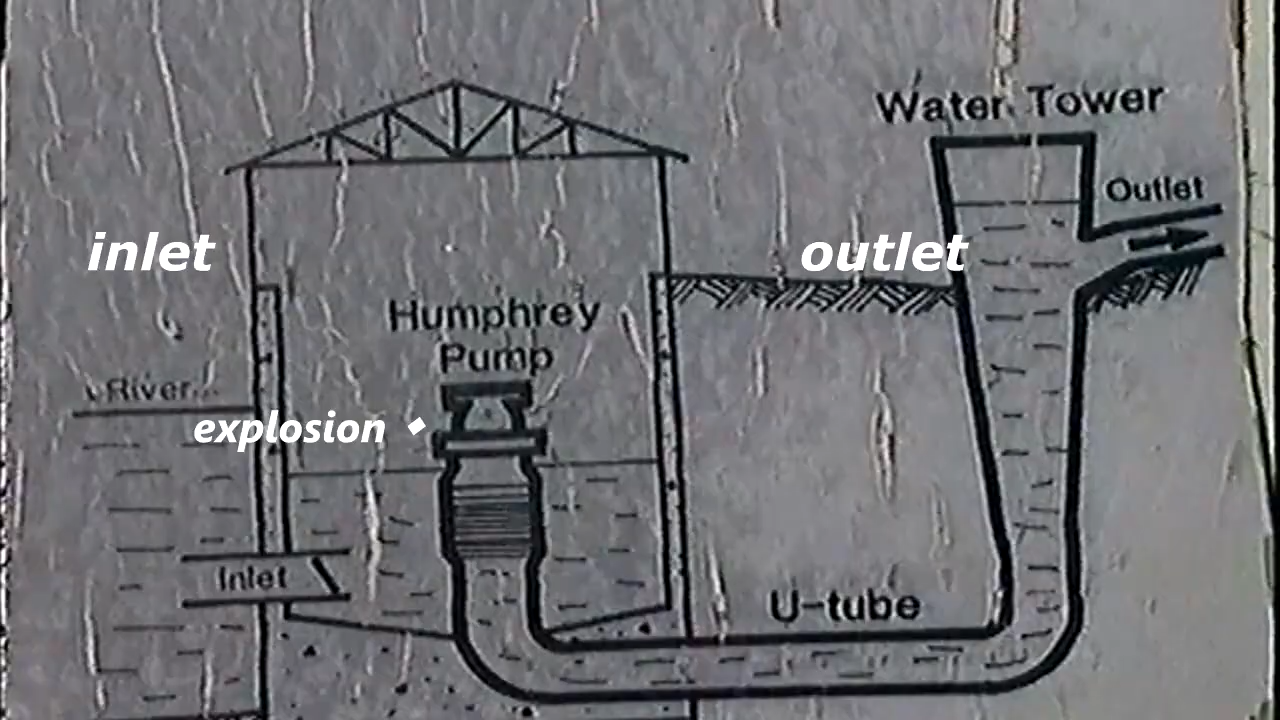 Water Tower
Outlet
inlet
outlet
Humphrey
Pump
River
explosion
Inlet
U-tube